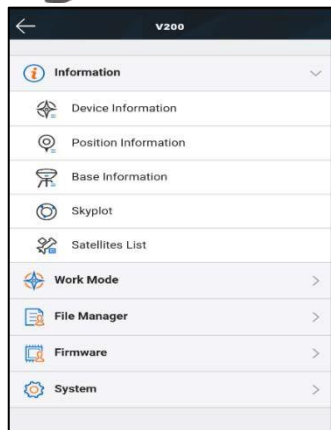 V200
Information
Device Information
Position Information
Base Information
Skyplot
Satellites List
Work Mode
File Manager
Firmware
System